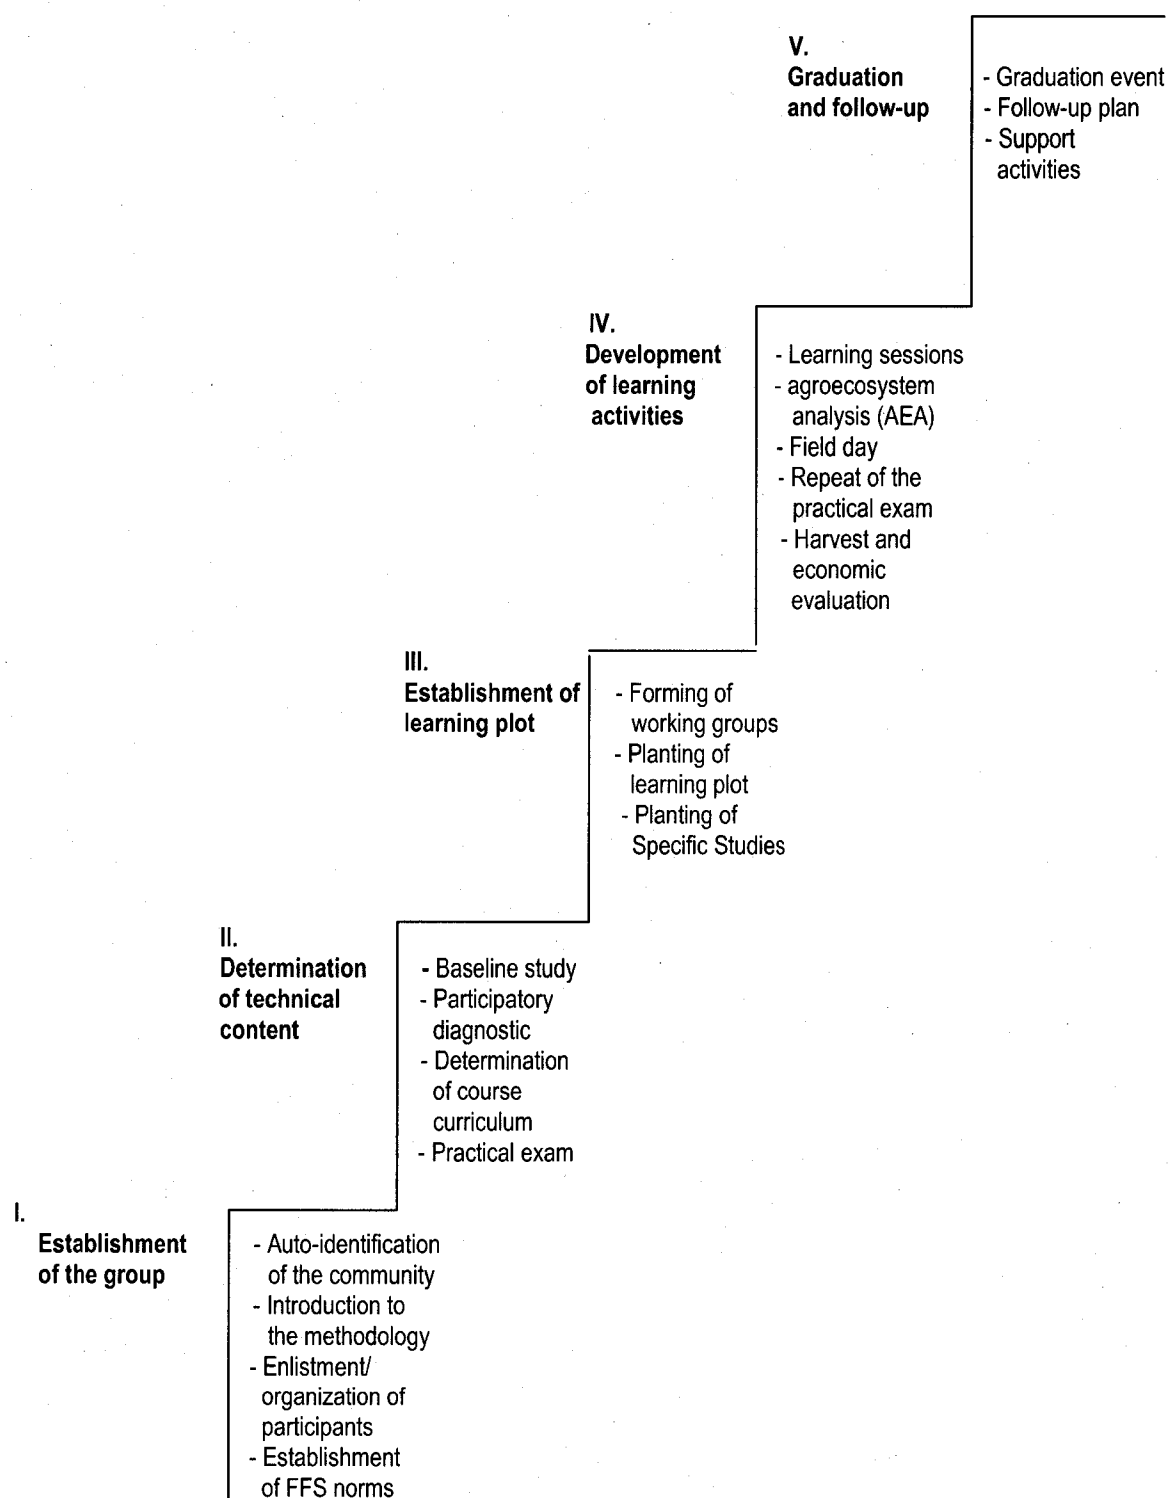 V.
Graduation
and follow-up
- Graduation event
- Follow-up plan
- Support
activities
IV.
Development
of learning
activities
- Learning sessions
- agroecosystem
analysis (AEA)
- Field day
- Repeat of the
practical exam
- Harvest and
economic
evaluation
III.
Establishment of
learning plot
- Forming of
working groups
- Planting of
learning plot
- Planting of
Specific Studies
II.
Determination
of technical
content
- Baseline study
- Participatory
diagnostic
- Determination
of course
curriculum
- Practical exam
I.
Establishment
of the group
- Auto-identification
of the community
- Introduction to
the methodology
- Enlistment/
organization of
participants
- Establishment
of FFS norms